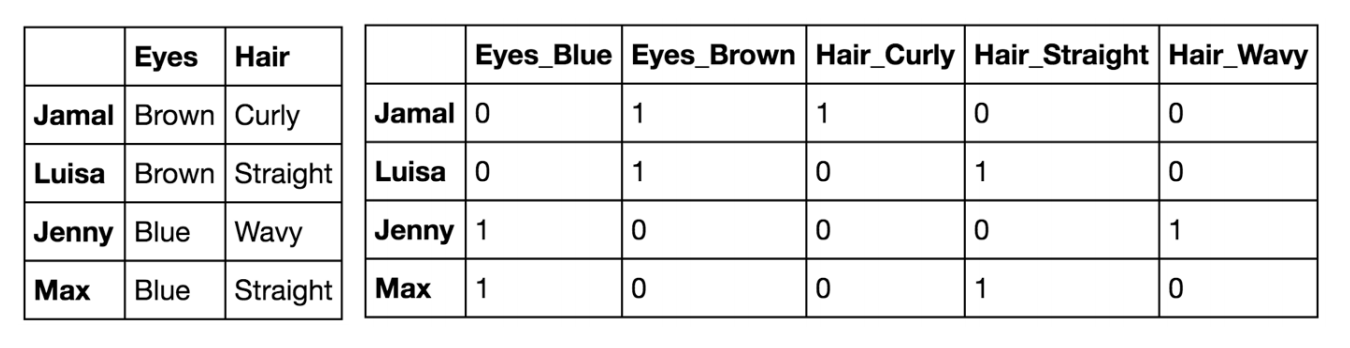 Eyes Hair
Jamal Brown Curly
Luisa Brown Straight
Jenny Blue Wavy
Max Blue Straight
Eyes_Blue Eyes_Brown Hair_Curly Hair_Straight Hair_Wavy
Jamal 0 1 1 0 0
Luisa 0 1 0 1 0
Jenny 1 0 0 0 1
Max 1 0 0 1 0